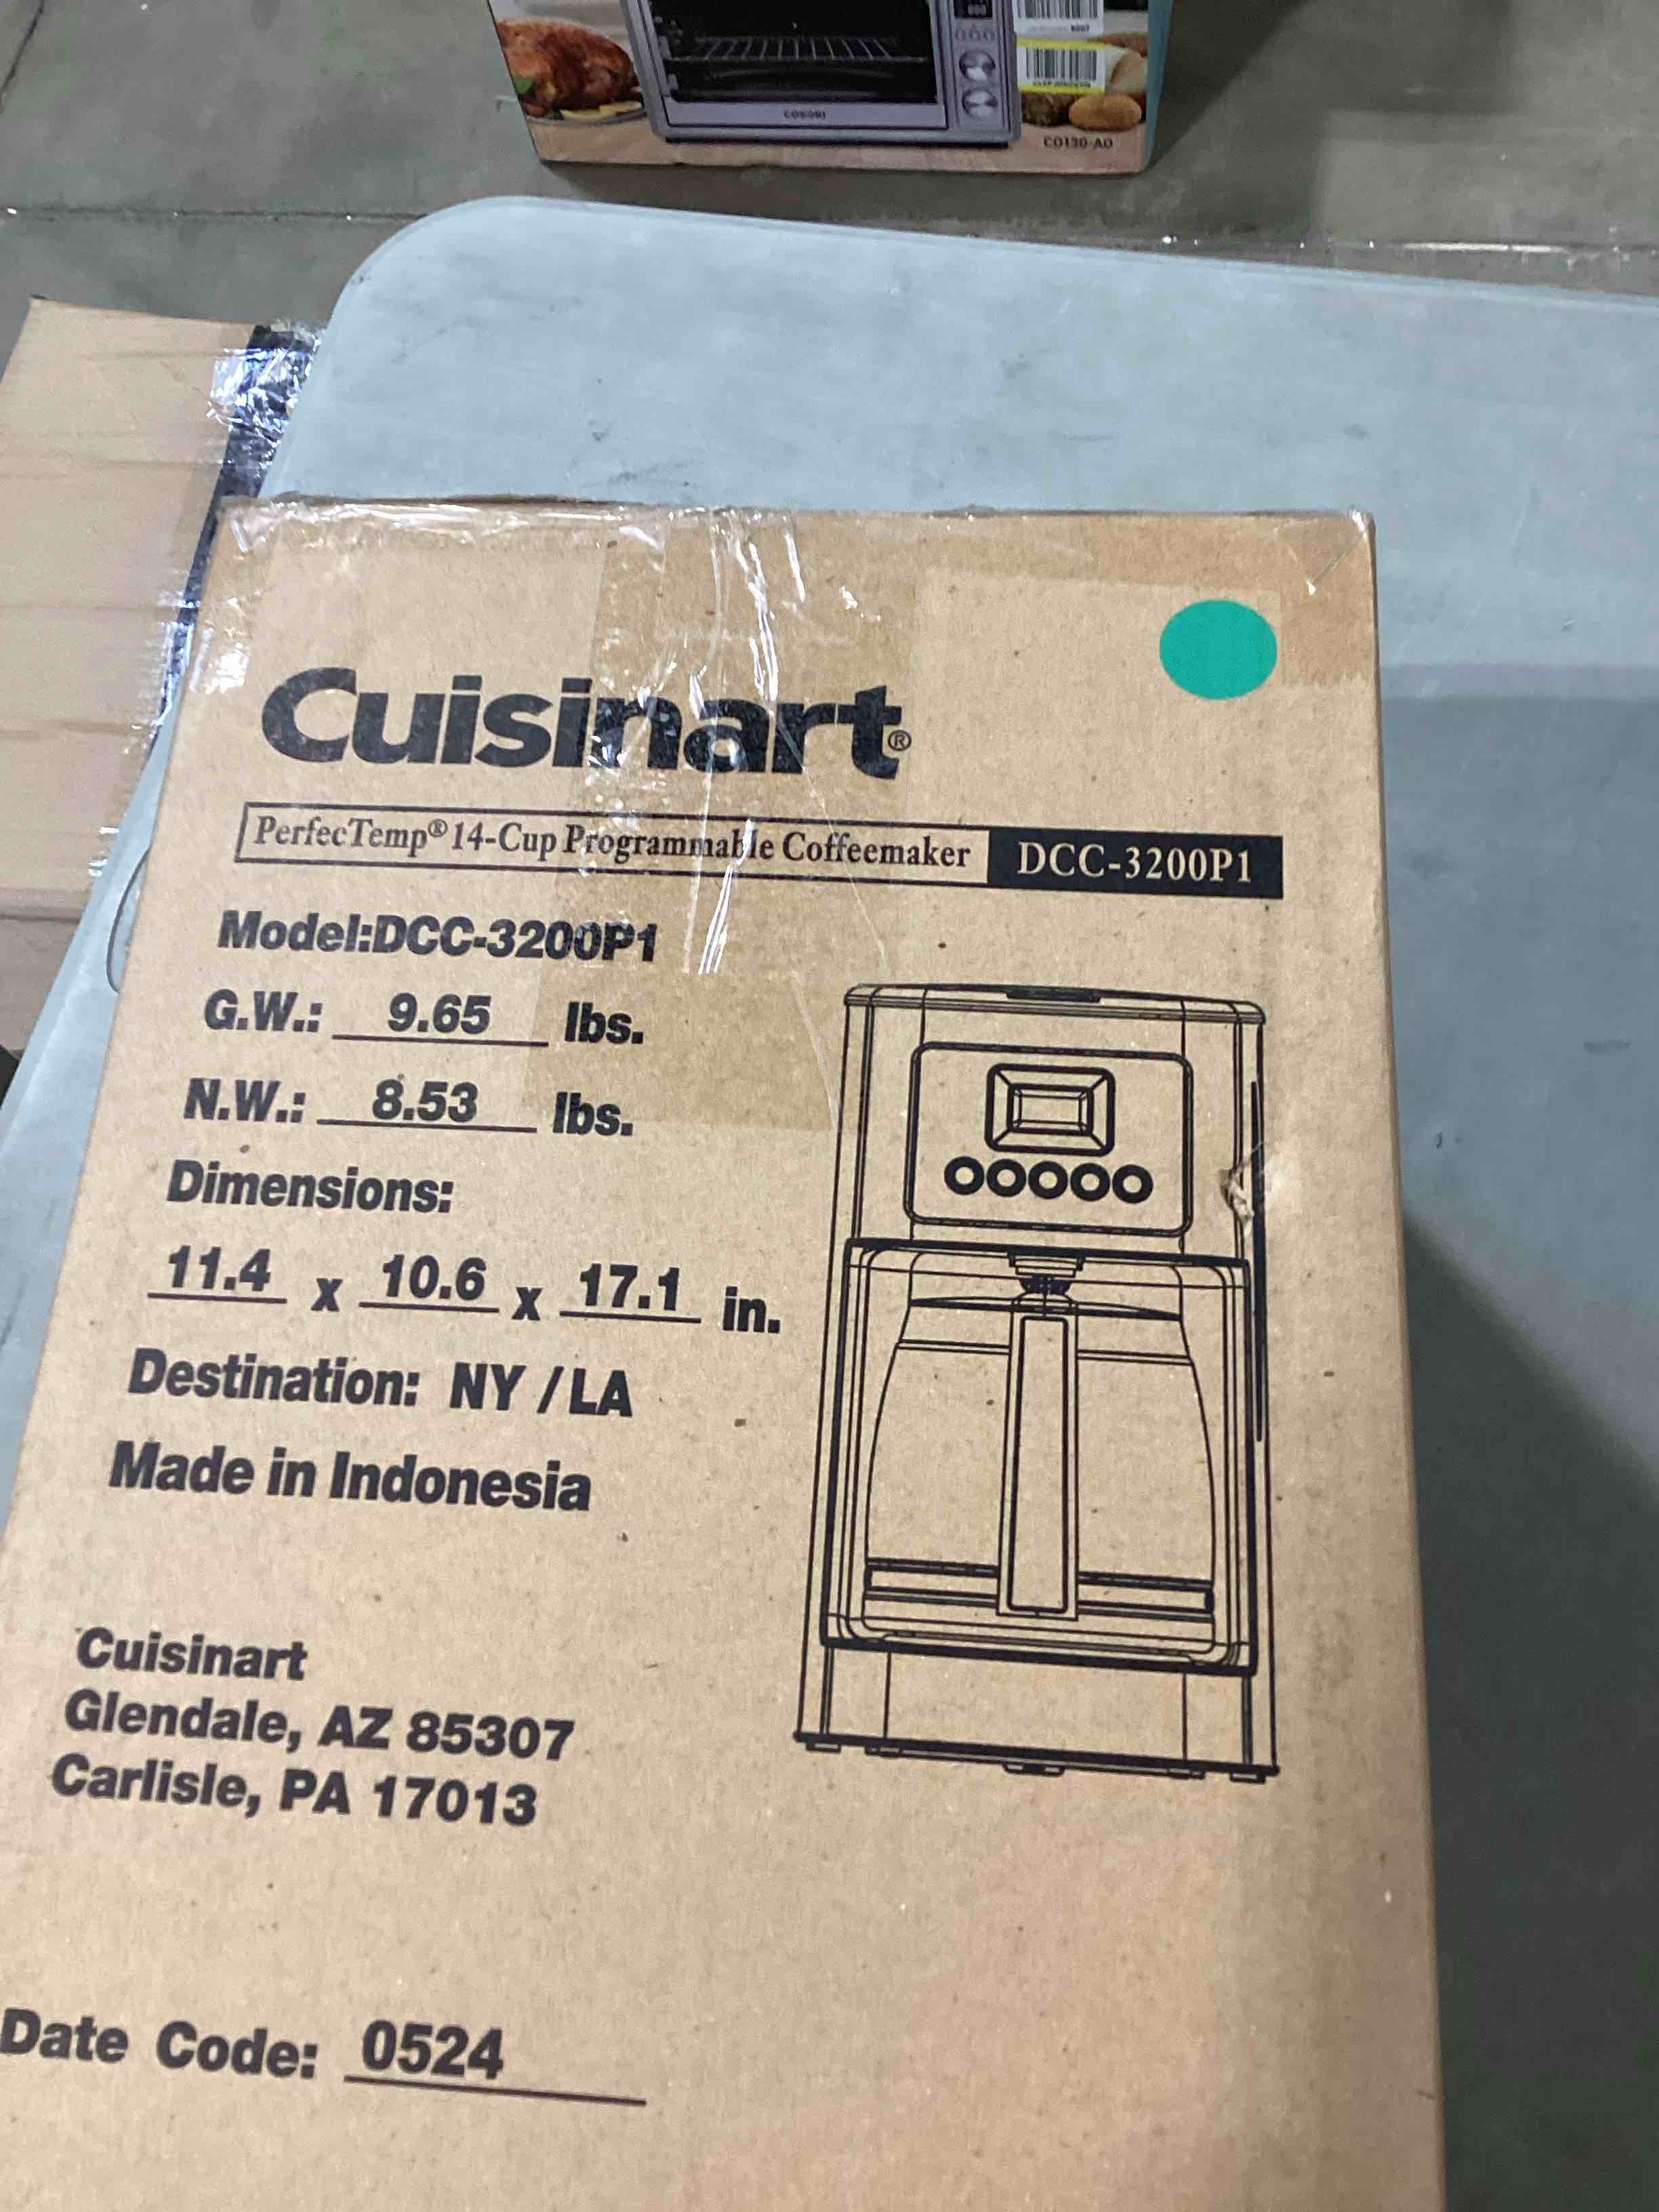 COSORI
CO130-AO
Cuisinart®
PerfecTemp® 14-Cup Programmable Coffeemaker DCC-3200P1
Model:DCC-3200P1
G.W.: 9.65 lbs.
N.W.: 8.53 lbs.
Dimensions:
11.4 x 10.6 x 17.1 in.
Destination: NY / LA
Made in Indonesia
Cuisinart
Glendale, AZ 85307
Carlisle, PA 17013
Date Code: 0524